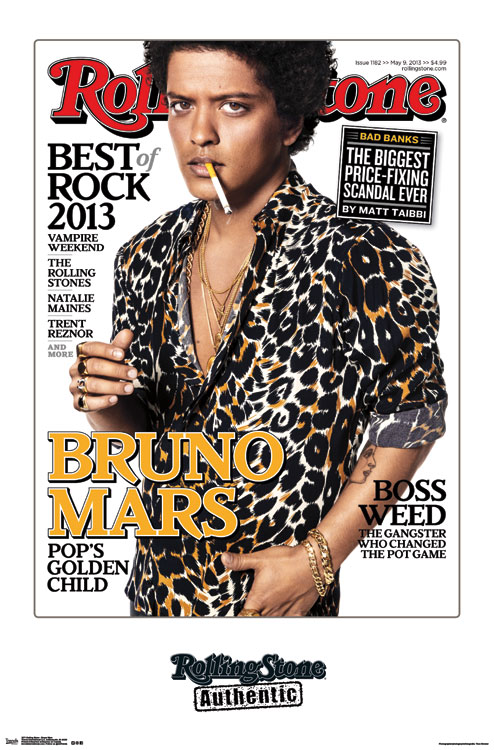 Issue 1182 >> May 9, 2013 >> $4.99
rollingstone.com
Rolling Stone
BEST of
ROCK
2013
VAMPIRE
WEEKEND
THE
ROLLING
STONES
NATALIE
MAINES
TRENT
REZNOR
AND
MORE
BAD BANKS
THE BIGGEST
PRICE-FIXING
SCANDAL EVER
BY MATT TAIBBI
BRUNO
MARS
POP'S
GOLDEN
CHILD
BOSS
WEED
THE GANGSTER
WHO CHANGED
THE POT GAME
RollingStone
Authentic